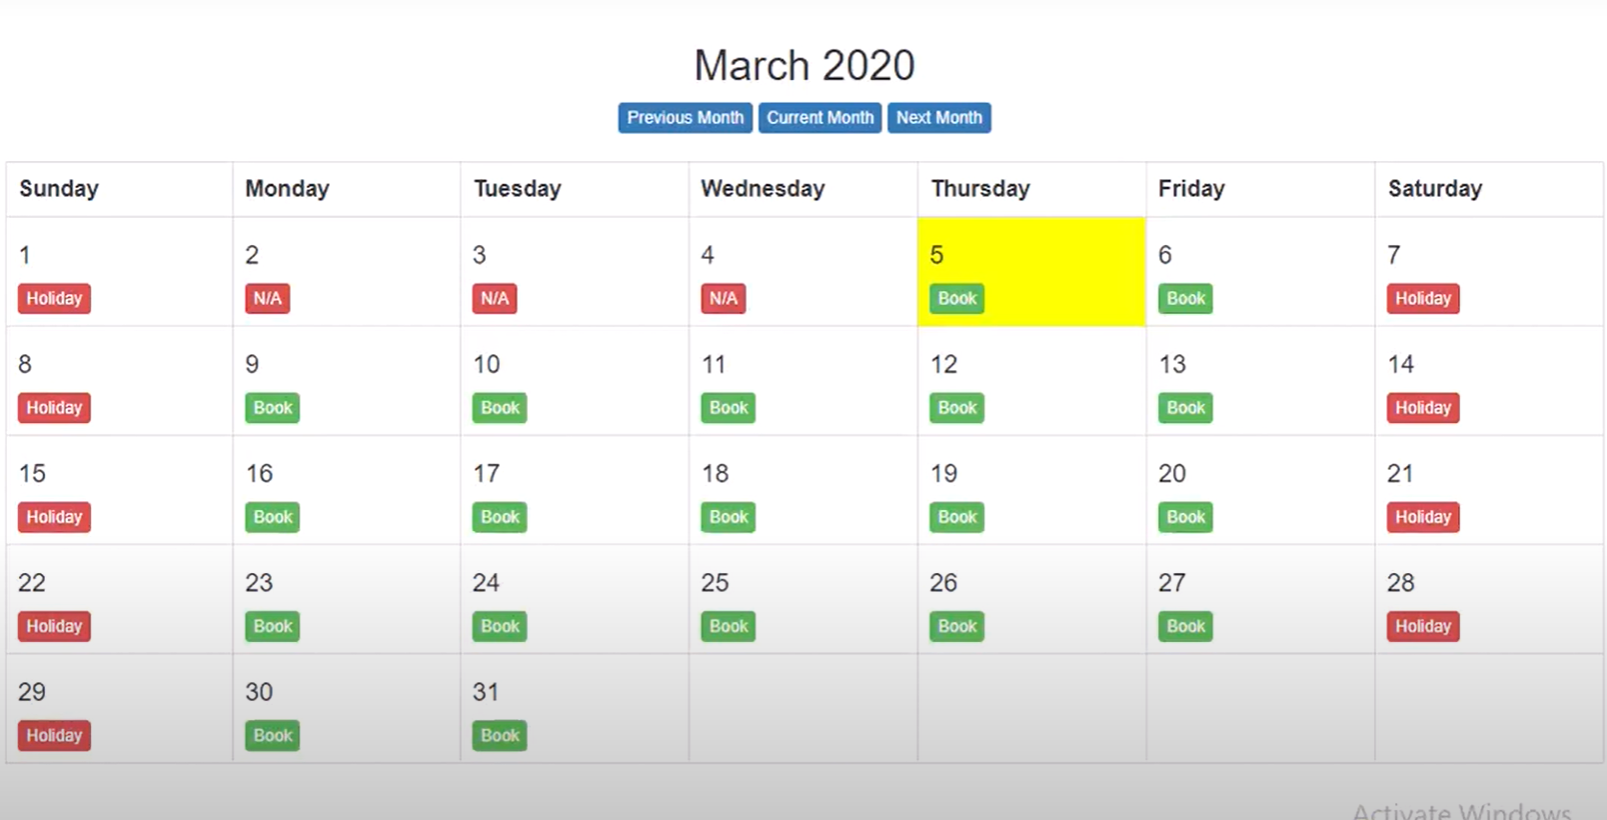 March 2020
Previous Month Current Month Next Month
Sunday Monday Tuesday Wednesday Thursday Friday Saturday
1 2 3 4 5 6 7
Holiday N/A N/A N/A Book Book Holiday
8 9 10 11 12 13 14
Holiday Book Book Book Book Book Holiday
15 16 17 18 19 20 21
Holiday Book Book Book Book Book Holiday
22 23 24 25 26 27 28
Holiday Book Book Book Book Book Holiday
29 30 31
Holiday Book Book
Activate Windows